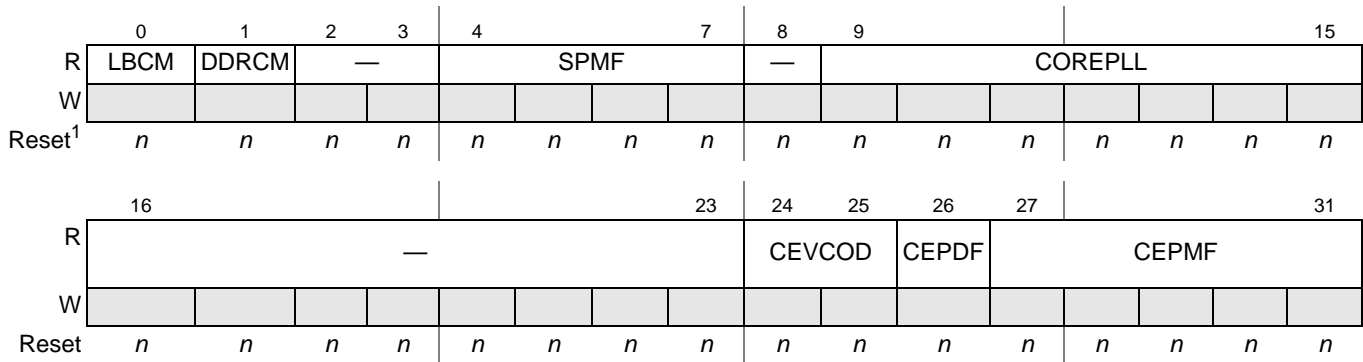 0 1 2 3 4 7 8 9 15
R LBCM DDRCM — SPMF — COREPLL
W
Reset1 n n n n n n n n n n n n n n n n
16 23 24 25 26 27 31
R — CEVCOD CEPDF CEPMF
W
Reset n n n n n n n n n n n n n n n n